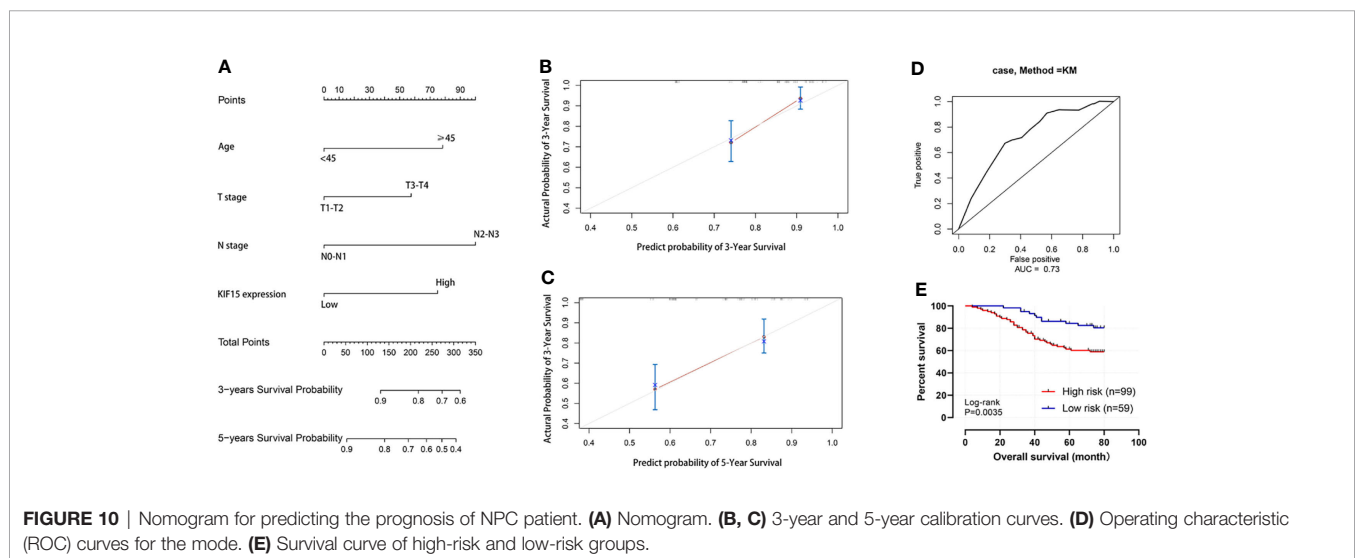 A
Points
0 20 40 60 80 100
Age
≥45
<45
T stage
T3-T4
T1-T2
N stage
N2-N3
N0-N1
KIF15 expression
High
Low
Total Points
0 50 100 150 200 250 300 350
3-years Survival Probability
0.9 0.8 0.7 0.6
5-years Survival Probability
0.9 0.8 0.7 0.6 0.5 0.4
B
Actural Probability of 3-Year Survival
1.0
0.9
0.8
0.7
0.6
0.5
0.4
0.4 0.5 0.6 0.7 0.8 0.9 1.0
Predict probability of 3-Year Survival
C
Actural Probability of 3-Year Survival
1.0
0.9
0.8
0.7
0.6
0.5
0.4
0.4 0.5 0.6 0.7 0.8 0.9 1.0
Predict probability of 5-Year Survival
D
case, Method =KM
True positive
1.0
0.8
0.6
0.4
0.2
0.0
0.0 0.2 0.4 0.6 0.8 1.0
False positive
AUC = 0.73
E
Percent survival
100
80
60
40
20
0
High risk (n=99)
Low risk (n=59)
Log-rank
P=0.0035
0 20 40 60 80 100
Overall survival (month)
FIGURE 10 | Nomogram for predicting the prognosis of NPC patient. (A) Nomogram. (B, C) 3-year and 5-year calibration curves. (D) Operating characteristic
(ROC) curves for the mode. (E) Survival curve of high-risk and low-risk groups.